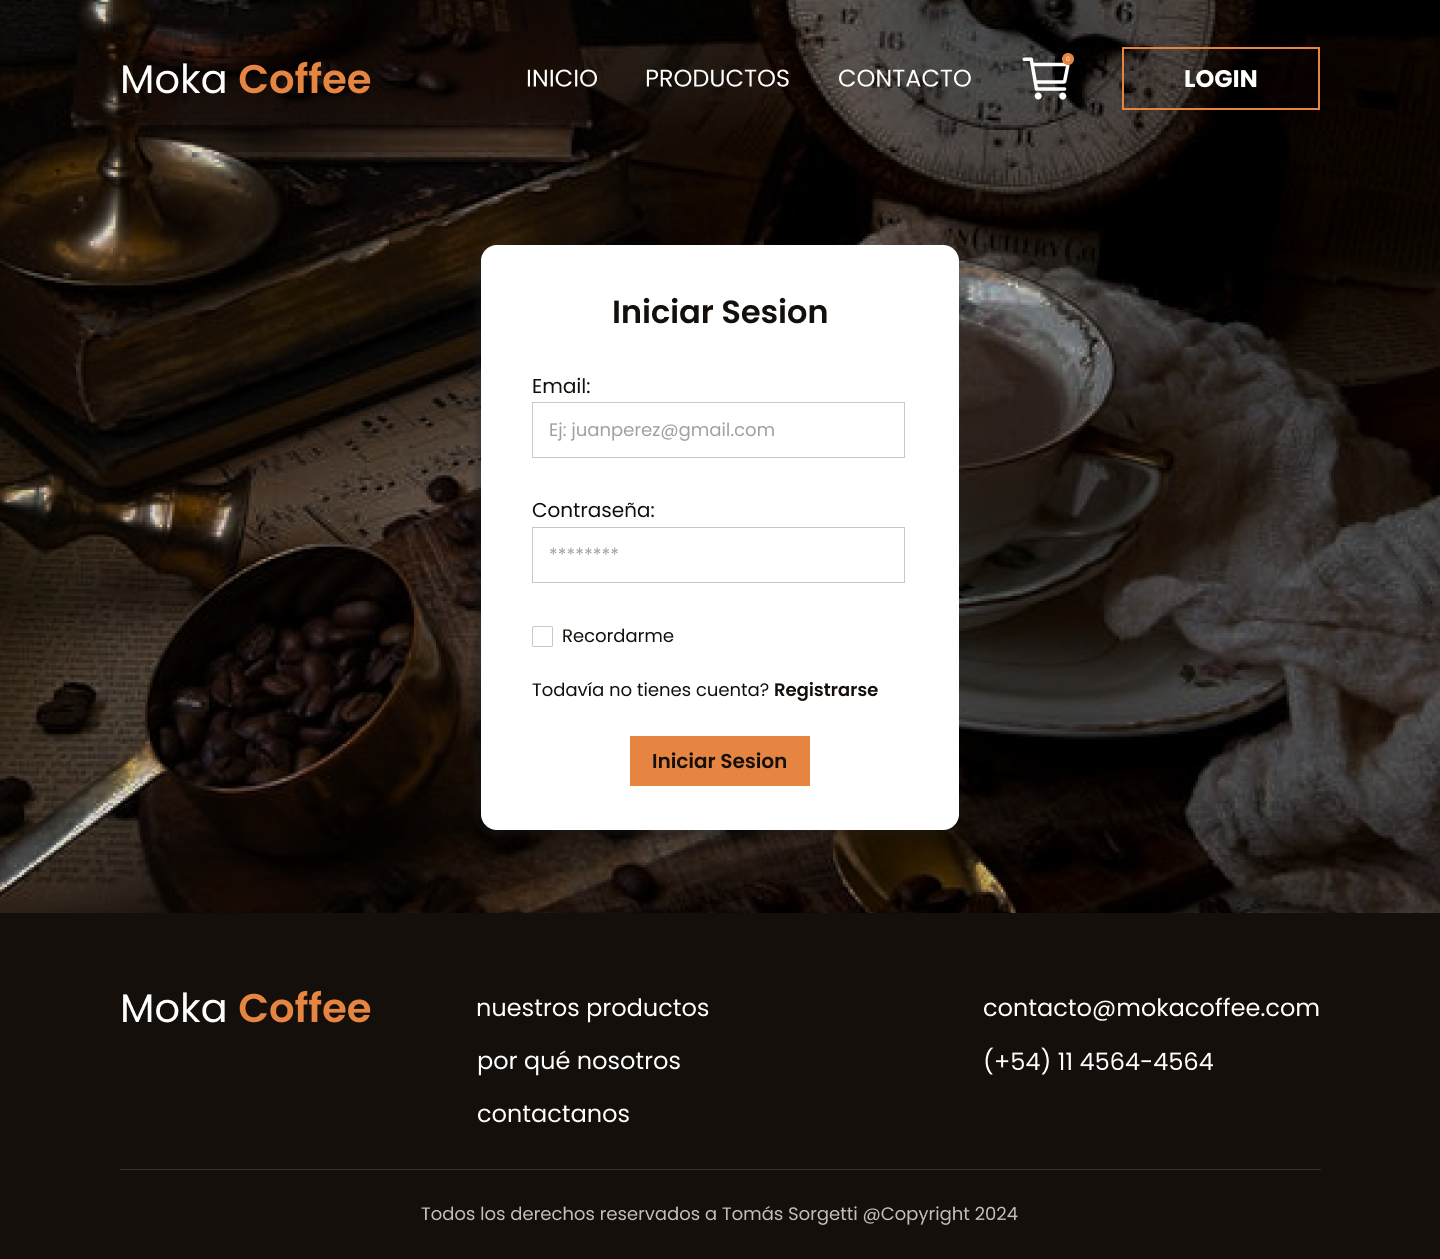 Moka Coffee
INICIO
PRODUCTOS
CONTACTO
0
LOGIN
Iniciar Sesion
Email:
Ej: juanperez@gmail.com
Contraseña:
********
Recordarme
Todavía no tienes cuenta? Registrarse
Iniciar Sesion
Moka Coffee
nuestros productos
por qué nosotros
contactanos
contacto@mokacoffee.com
(+54) 11 4564-4564
Todos los derechos reservados a Tomás Sorgetti @Copyright 2024